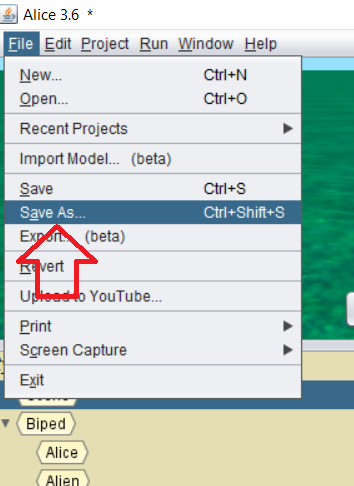 Alice 3.6 *
File Edit Project Run Window Help
New... Ctrl+N
Open... Ctrl+O
Recent Projects
Import Model... (beta)
Save Ctrl+S
Save As... Ctrl+Shift+S
Export... (beta)
Revert
Upload to YouTube...
Print
Screen Capture
Exit
Biped
Alice
Alien